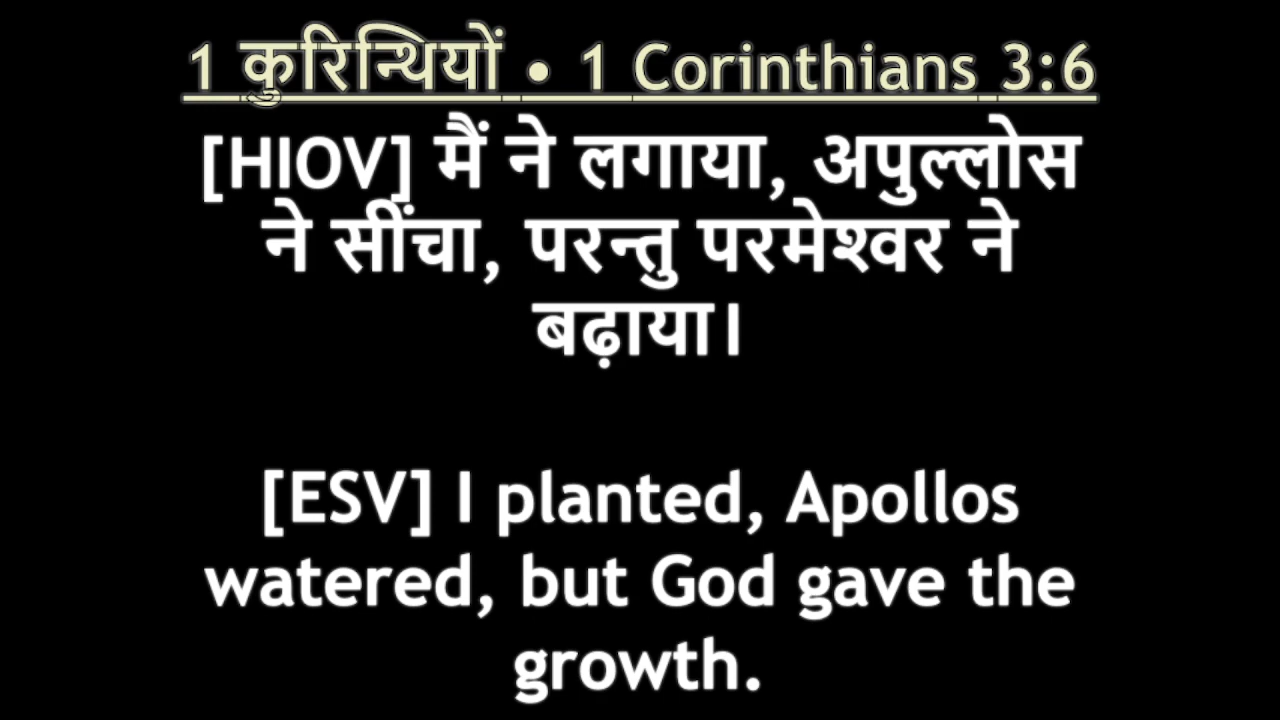 1 कुरिन्थियों • 1 Corinthians 3:6
[HIOV] मैं ने लगाया, अपुल्लोस
ने सींचा, परन्तु परमेश्वर ने
बढ़ाया।
[ESV] I planted, Apollos
watered, but God gave the
growth.